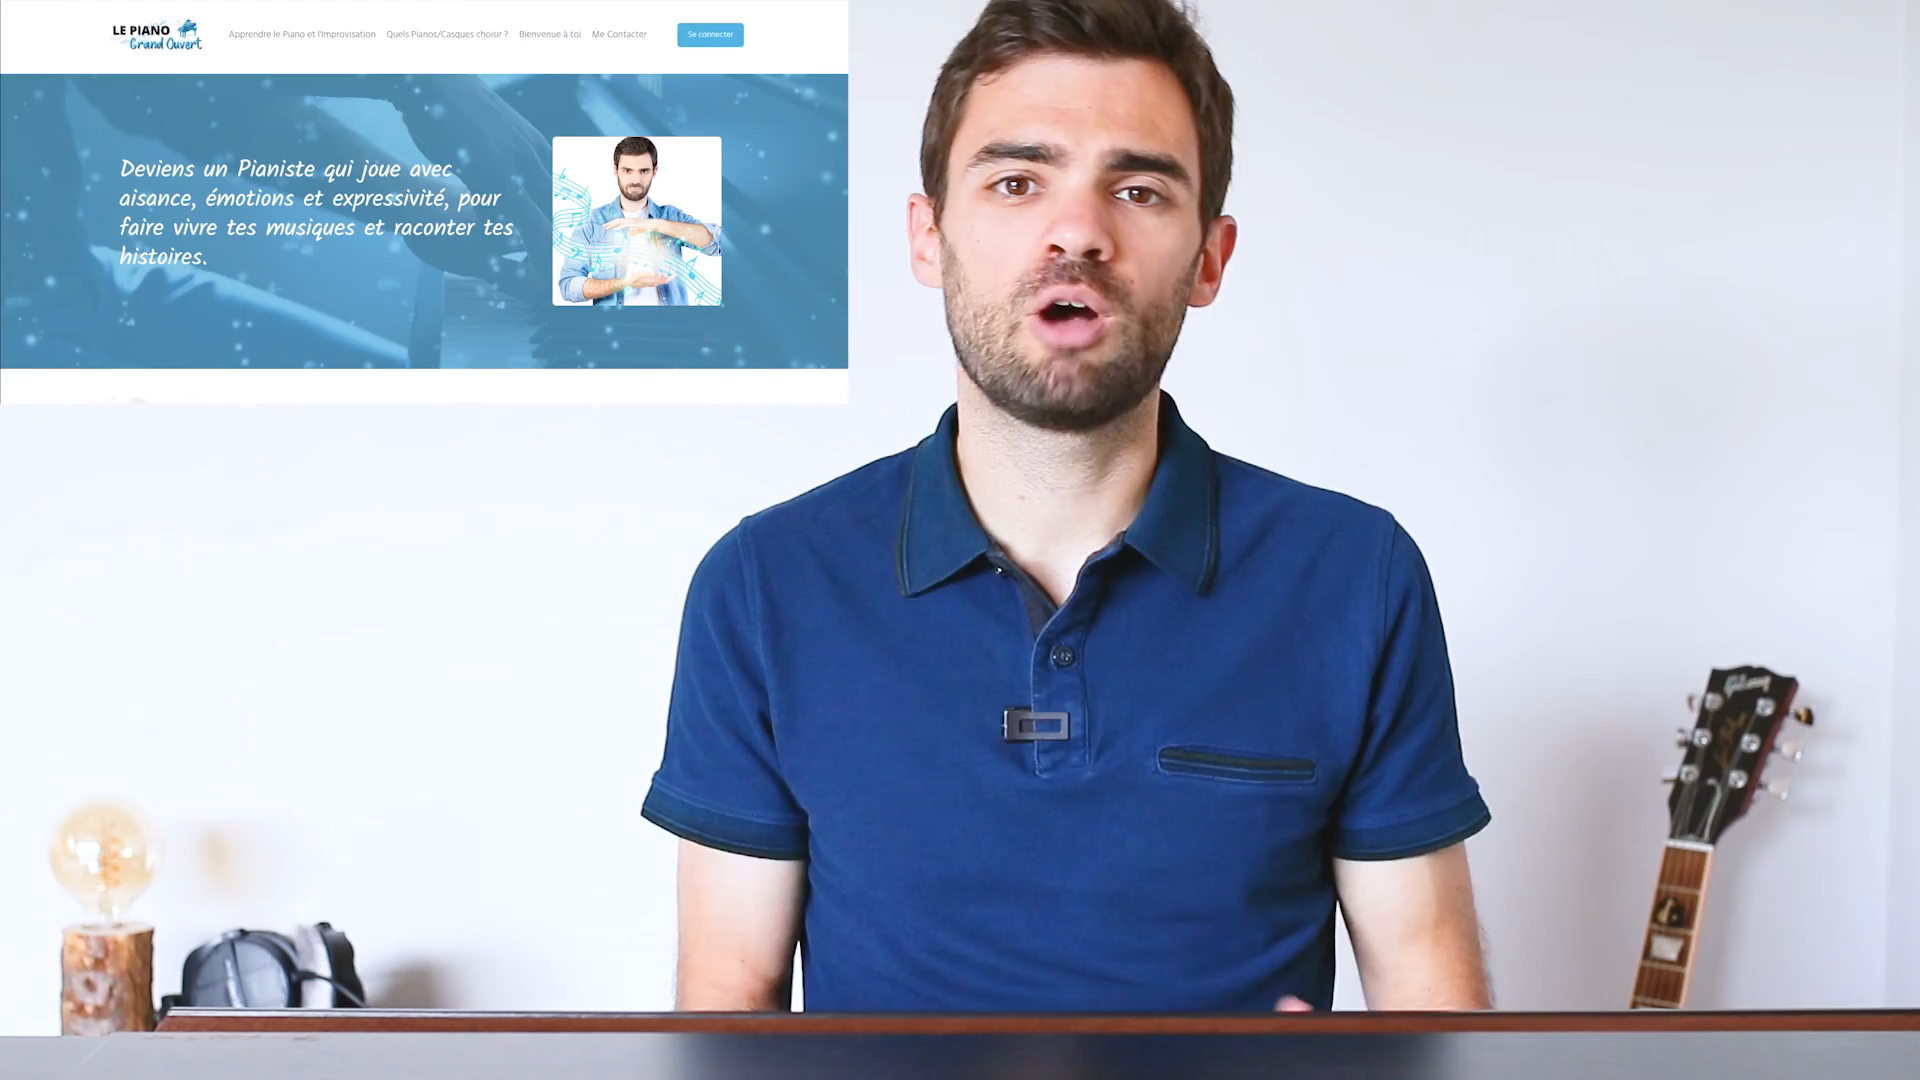 LE PIANO
Grand Ouvert
Apprendre le Piano et l'Improvisation
Quels Pianos/Casques choisir ?
Bienvenue à toi
Me Contacter
Se connecter
Deviens un Pianiste qui joue avec
aisance, émotions et expressivité, pour
faire vivre tes musiques et raconter tes
histoires.
Gibson